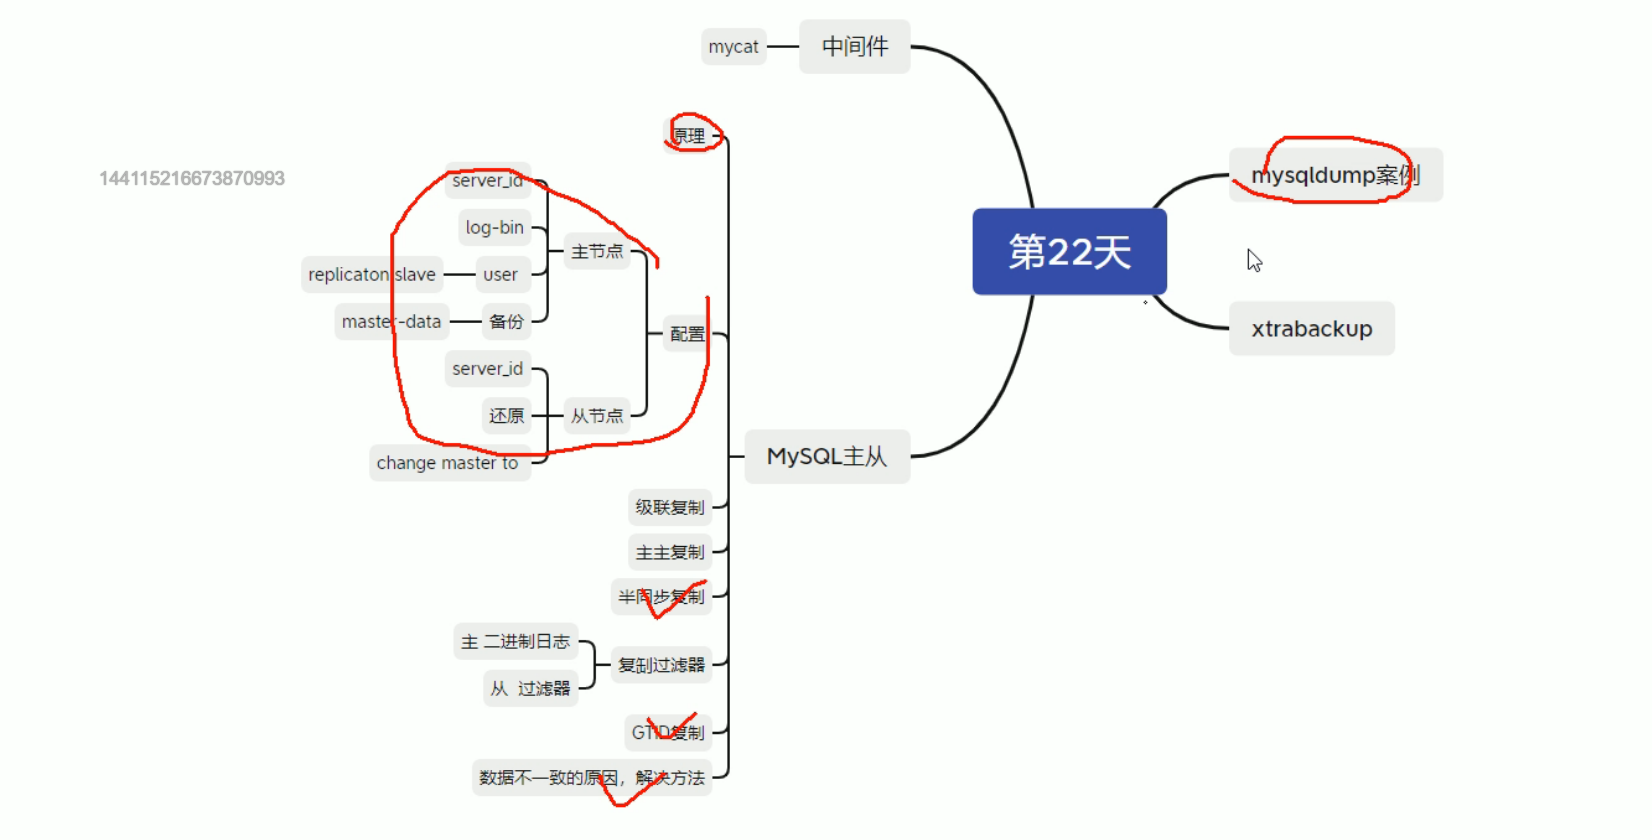 mycat
中间件
原理
144115216673870993
server_id
log-bin
主节点
replicaton slave
user
master-data
备份
配置
server_id
还原
从节点
change master to
MySQL主从
级联复制
主主复制
半同步复制
主 二进制日志
复制过滤器
从 过滤器
GTID复制
数据不一致的原因，解决方法
第22天
mysqldump案例
xtrabackup